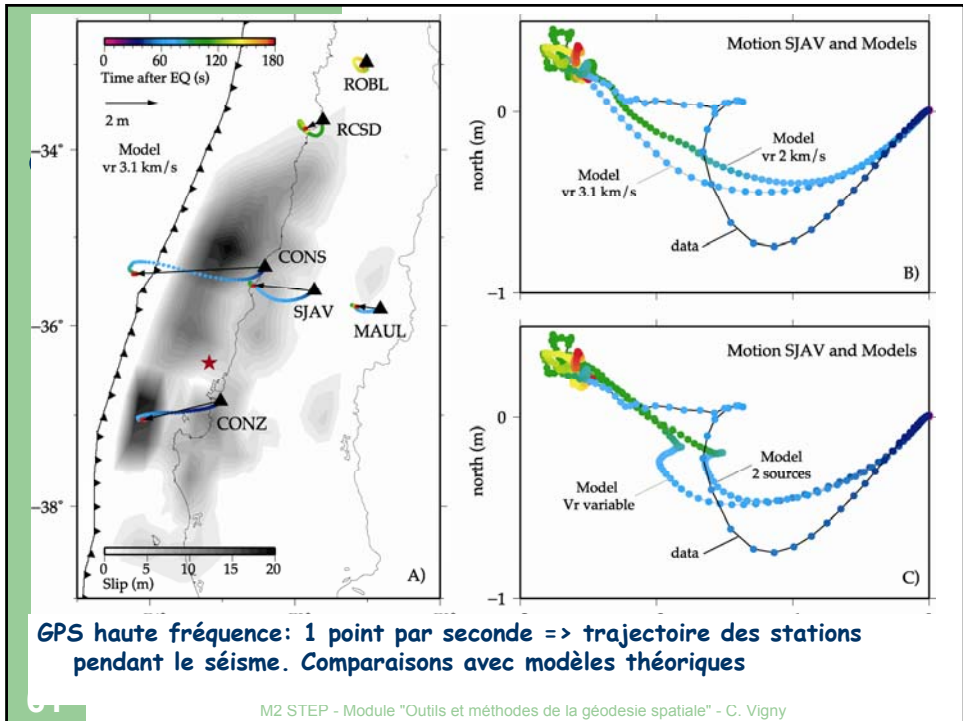 0 60 120 180
Time after EQ (s)
2 m
Model
vr 3.1 km/s
ROBL
RCSD
CONS
SJAV
MAUL
CONZ
−34°
−36°
−38°
0 5 10 15 20
Slip (m)
A)
Motion SJAV and Models
0
−1
north (m)
Model
vr 2 km/s
Model
vr 3.1 km/s
data
B)
Motion SJAV and Models
0
−1
north (m)
Model
2 sources
Model
Vr variable
data
C)
GPS haute fréquence: 1 point par seconde => trajectoire des stations
pendant le séisme. Comparaisons avec modèles théoriques
M2 STEP - Module "Outils et méthodes de la géodesie spatiale" - C. Vigny